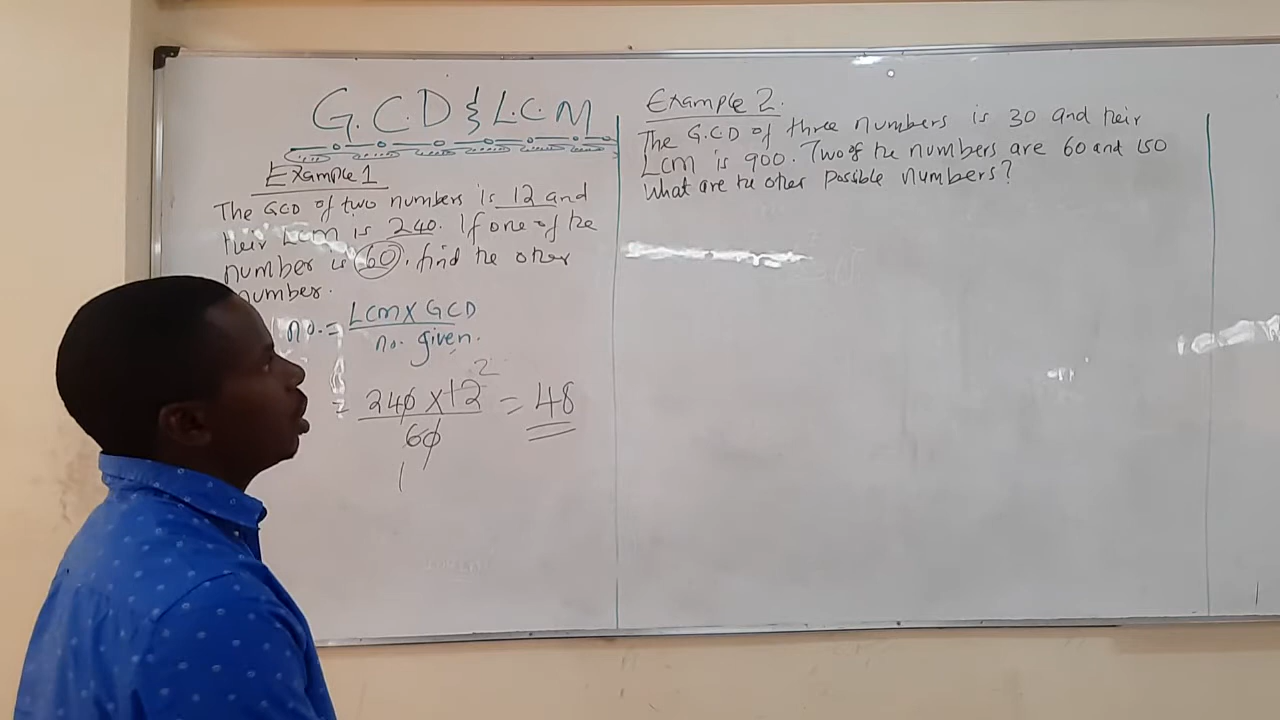 G.C.D & L.C.M
Example 1
The GCD of two numbers is 12 and
their LCM is 240. If one of the
number is 60, find the other
number.
no. = LCM X GCD
no. given.
2
= 240 X 12 = 48
60
1
Example 2.
The G.C.D of three numbers is 30 and their
LCM is 900. Two of the numbers are 60 and 150
What are the other possible numbers?